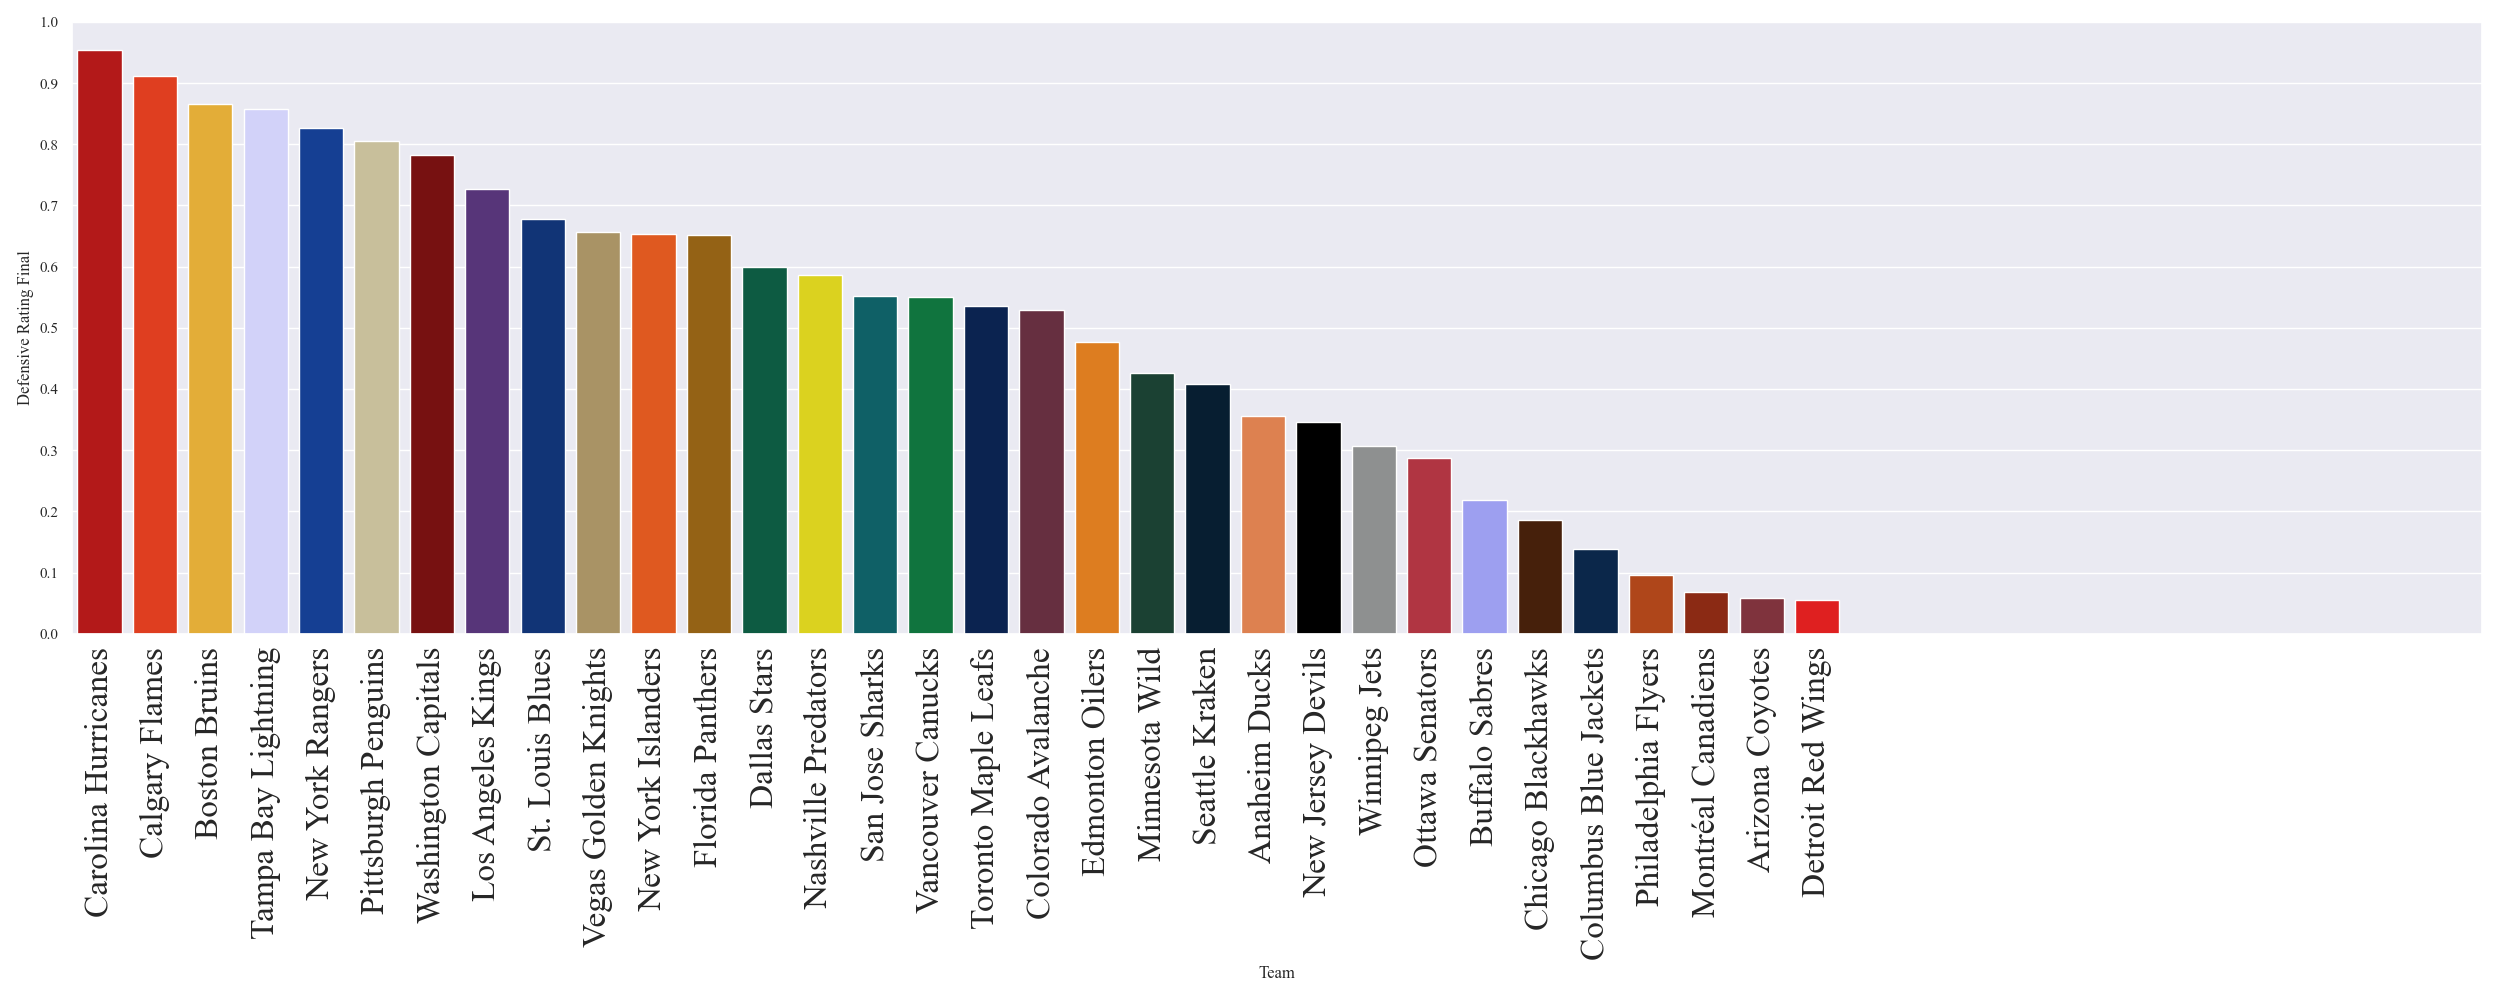 1.0
0.9
0.8
0.7
0.6
0.5
0.4
0.3
0.2
0.1
0.0
Defensive Rating Final
Carolina Hurricanes
Calgary Flames
Boston Bruins
Tampa Bay Lightning
New York Rangers
Pittsburgh Penguins
Washington Capitals
Los Angeles Kings
St. Louis Blues
Vegas Golden Knights
New York Islanders
Florida Panthers
Dallas Stars
Nashville Predators
San Jose Sharks
Vancouver Canucks
Toronto Maple Leafs
Colorado Avalanche
Edmonton Oilers
Minnesota Wild
Seattle Kraken
Anaheim Ducks
New Jersey Devils
Winnipeg Jets
Ottawa Senators
Buffalo Sabres
Chicago Blackhawks
Columbus Blue Jackets
Philadelphia Flyers
Montréal Canadiens
Arizona Coyotes
Detroit Red Wings
Team